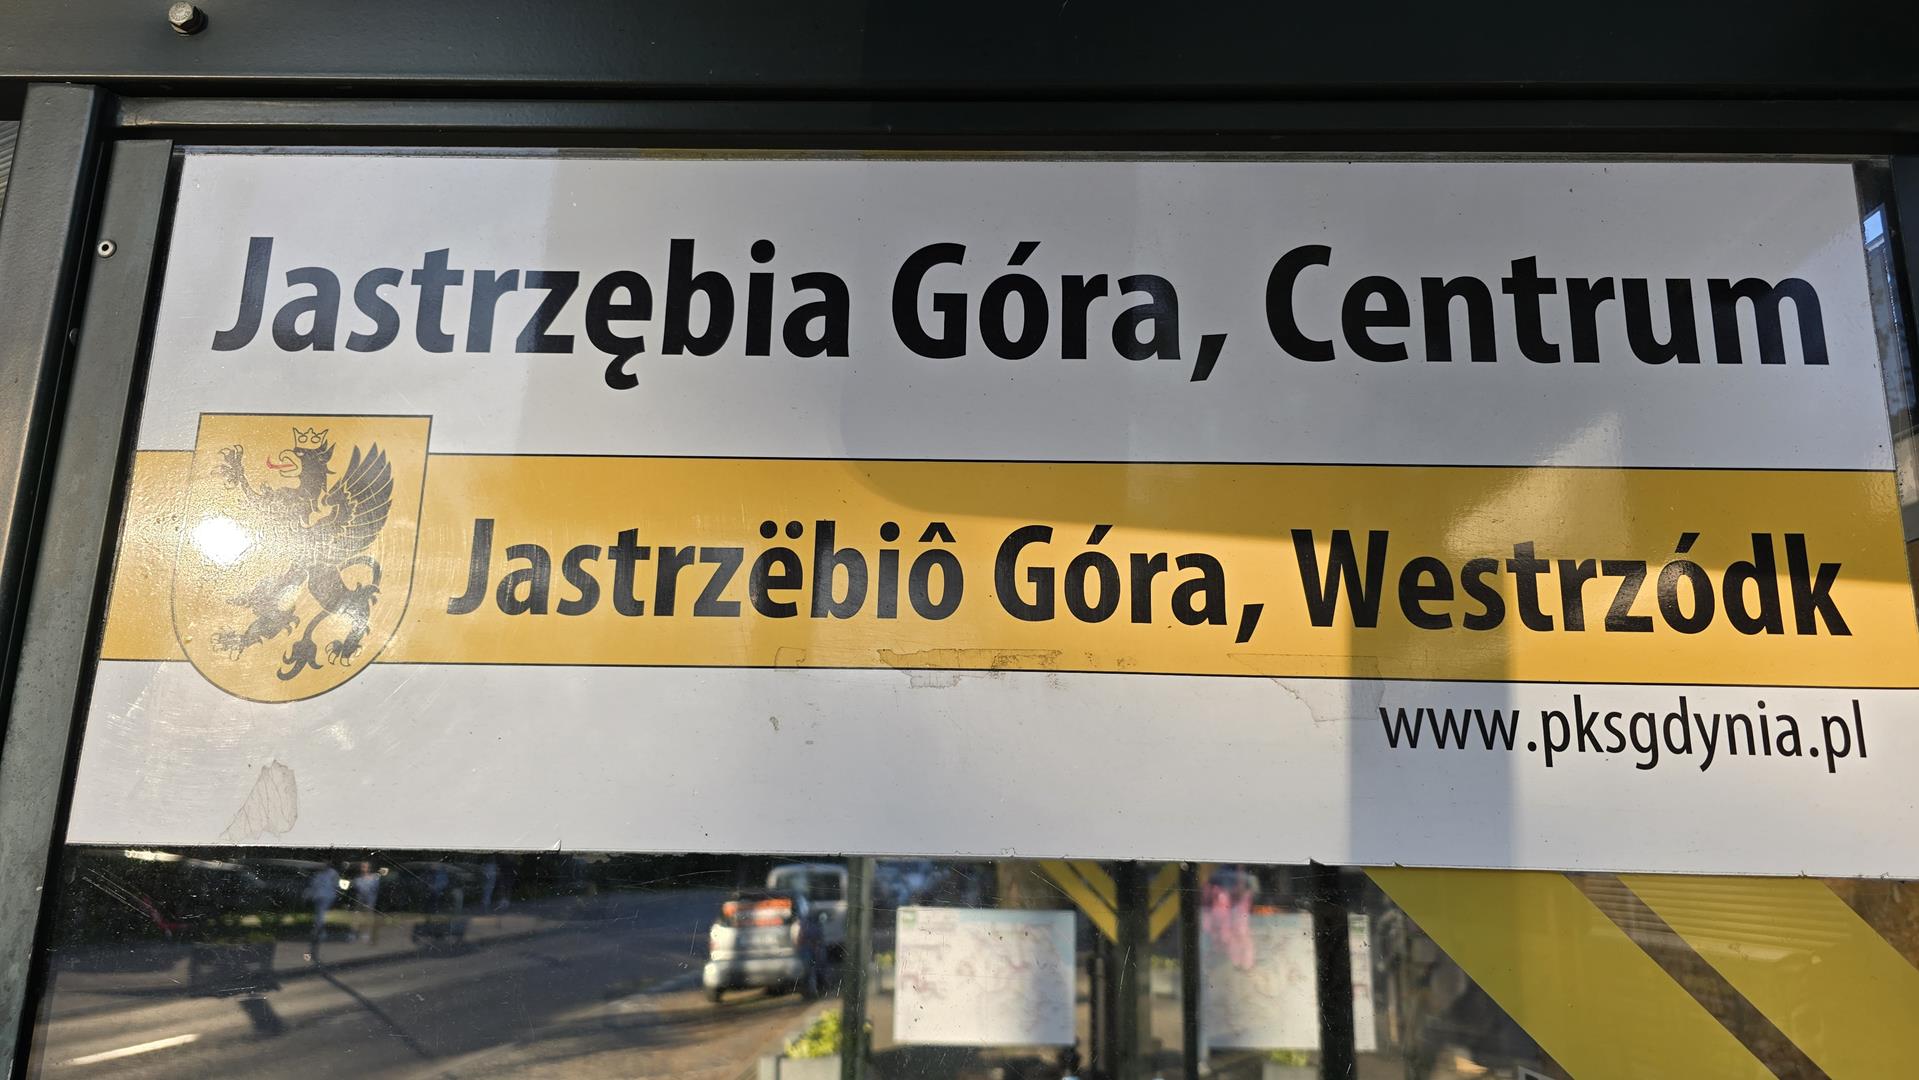 Jastrzębia Góra, Centrum
Jastrzëbiô Góra, Westrzódk
www.pksgdynia.pl